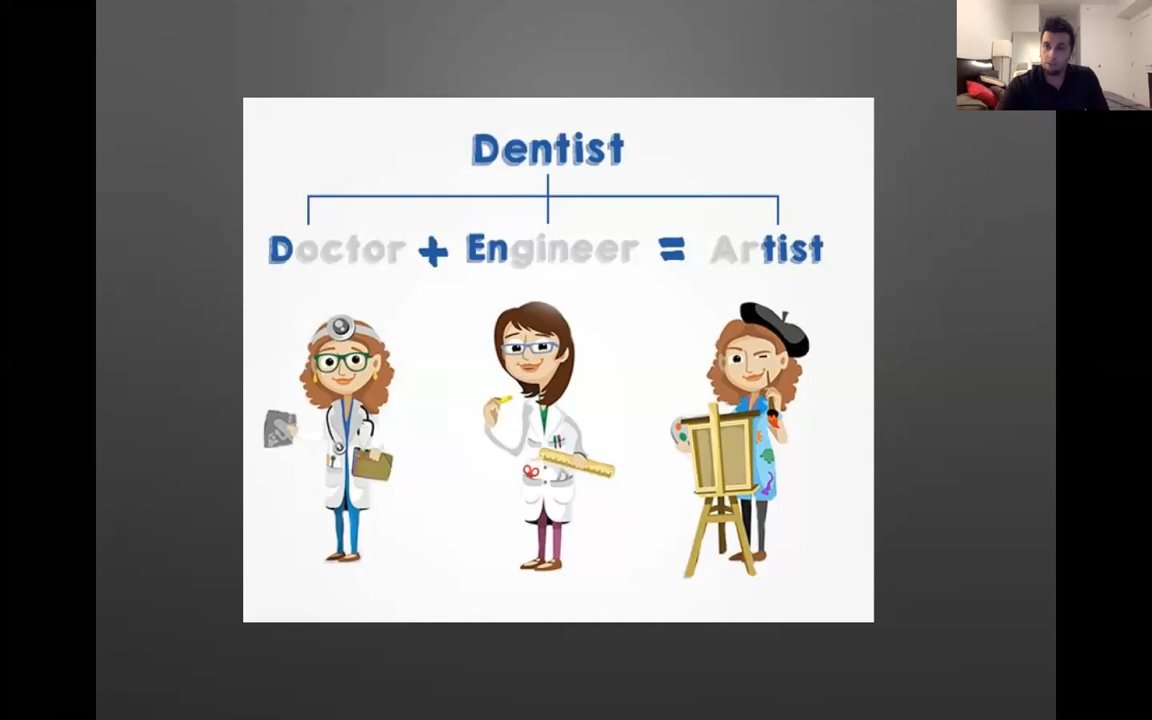 Dentist
Doctor + Engineer = Artist